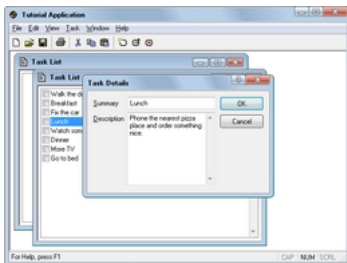 Tutorial Application
File Edit View Task Window Help
Task List
Task List
Task Details
Walk the
Breakfast
Fix the car
Lunch
Watch som
Dinner
More TV
Go to bed
Summary Lunch
OK
Description Phone the nearest pizza
place and order something
nice.
Cancel
For Help, press F1
CAP NUM SCRL